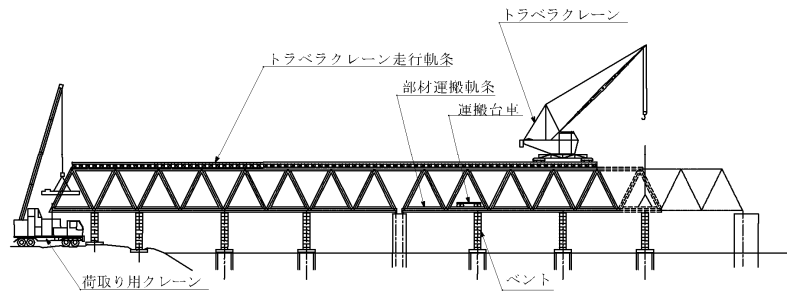 トラベラクレーン
トラベラクレーン走行軌条
部材運搬軌条
運搬台車
荷取り用クレーン
ベント